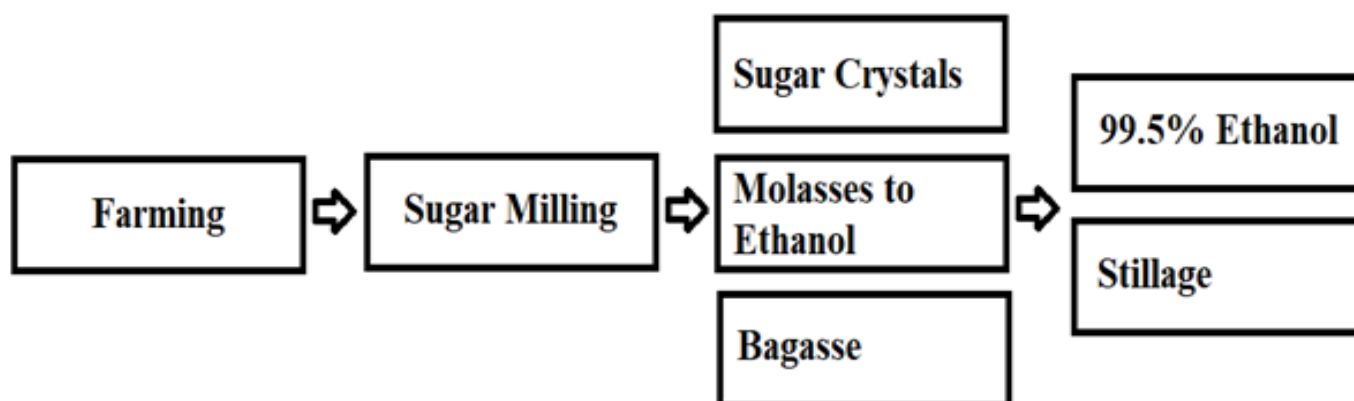 Farming
Sugar Milling
Sugar Crystals
Molasses to
Ethanol
Bagasse
99.5% Ethanol
Stillage